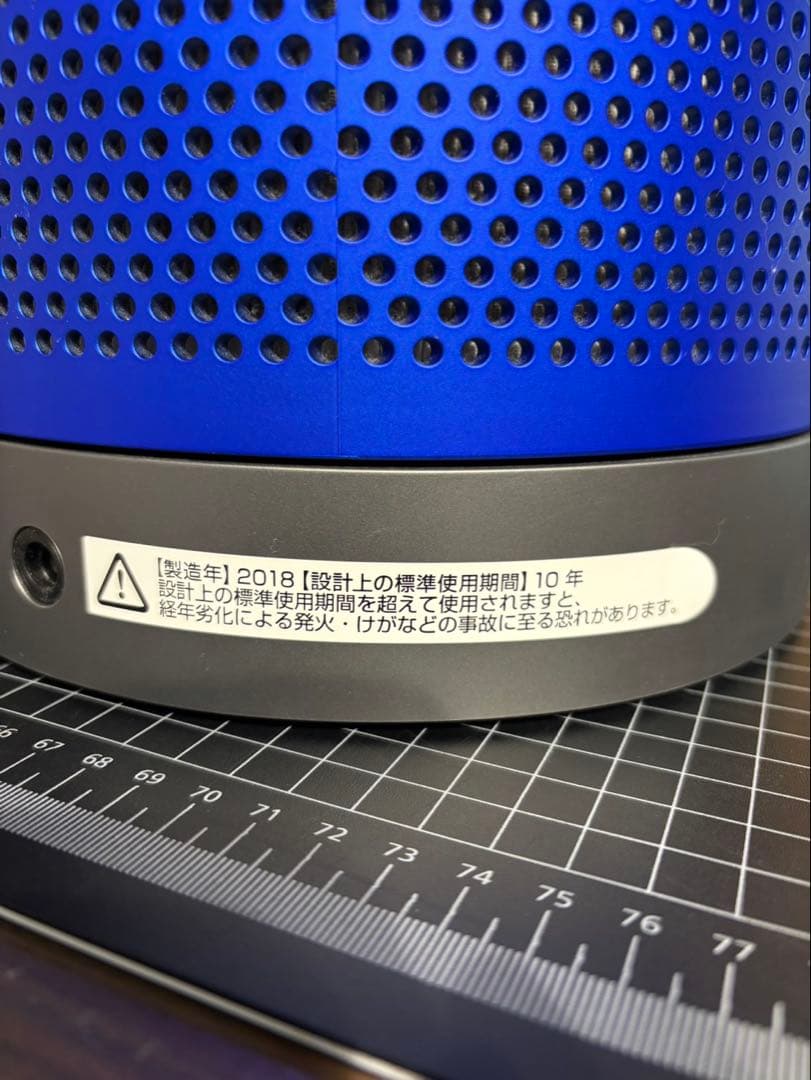 【製造年】2018【設計上の標準使用期間】10 年
設計上の標準使用期間を超えて使用されますと、
経年劣化による発火・けがなどの事故に至る恐れがあります。
66 67 68 69 70 71 72 73 74 75 76 77